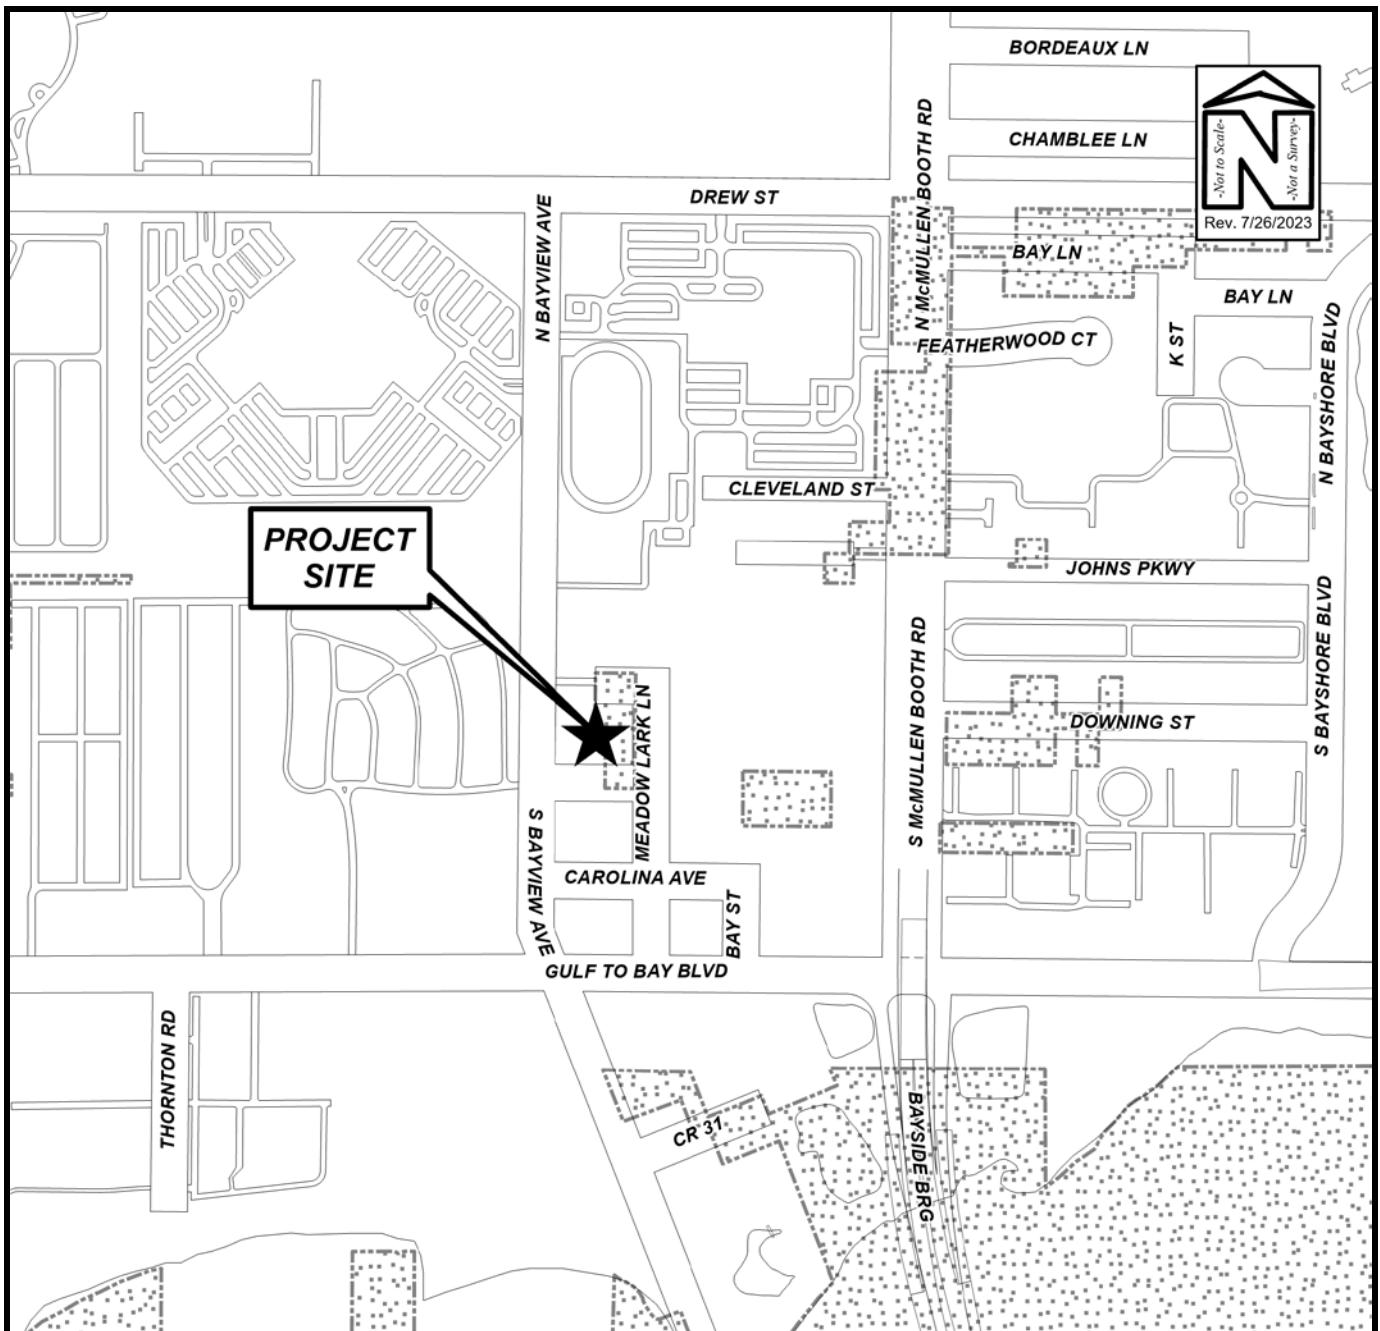 BORDEAUX LN
CHAMBLEE LN
-Not to Scale-
-Not a Survey-
N
Rev. 7/26/2023
DREW ST
N BAYVIEW AVE
N McMULLEN BOOTH RD
BAY LN
BAY LN
FEATHERWOOD CT
K ST
N BAYSHORE BLVD
CLEVELAND ST
PROJECT
SITE
JOHNS PKWY
S BAYSHORE BLVD
S McMULLEN BOOTH RD
MEADOW LARK LN
DOWNING ST
S BAYVIEW AVE
CAROLINA AVE
BAY ST
GULF TO BAY BLVD
THORNTON RD
CR 31
BAYSIDE BRG